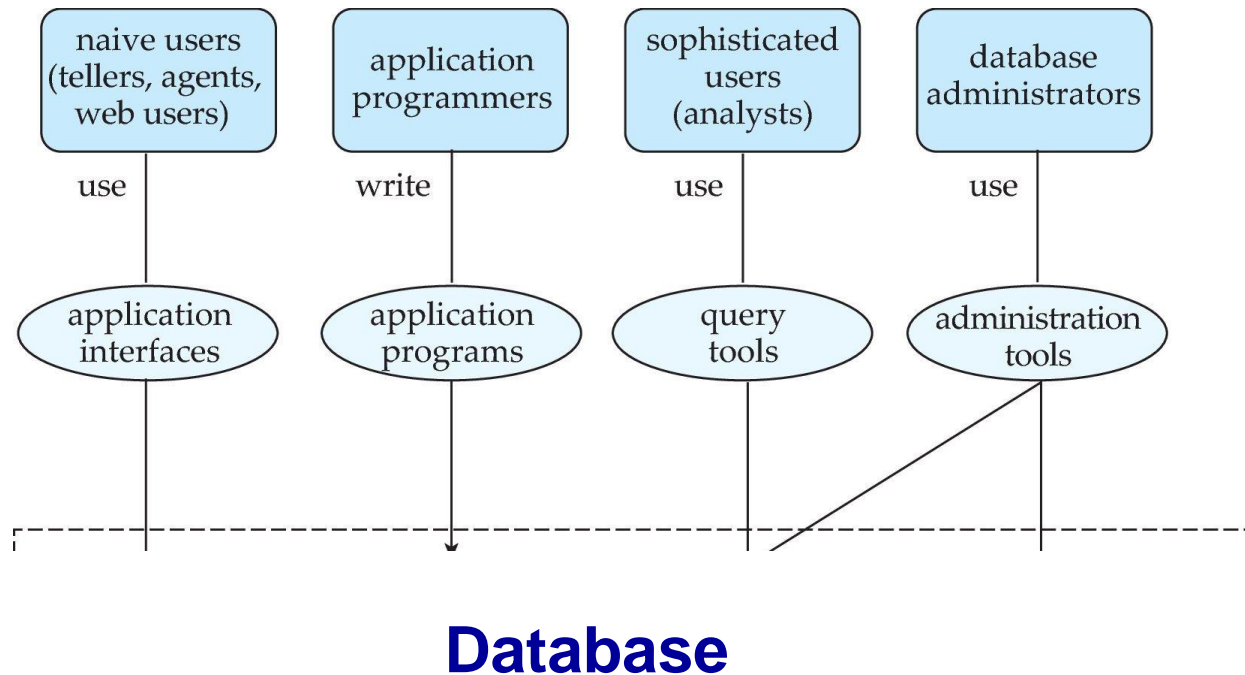 naive users
(tellers, agents,
web users)
application
programmers
sophisticated
users
(analysts)
database
administrators
use
write
use
use
application
interfaces
application
programs
query
tools
administration
tools
Database